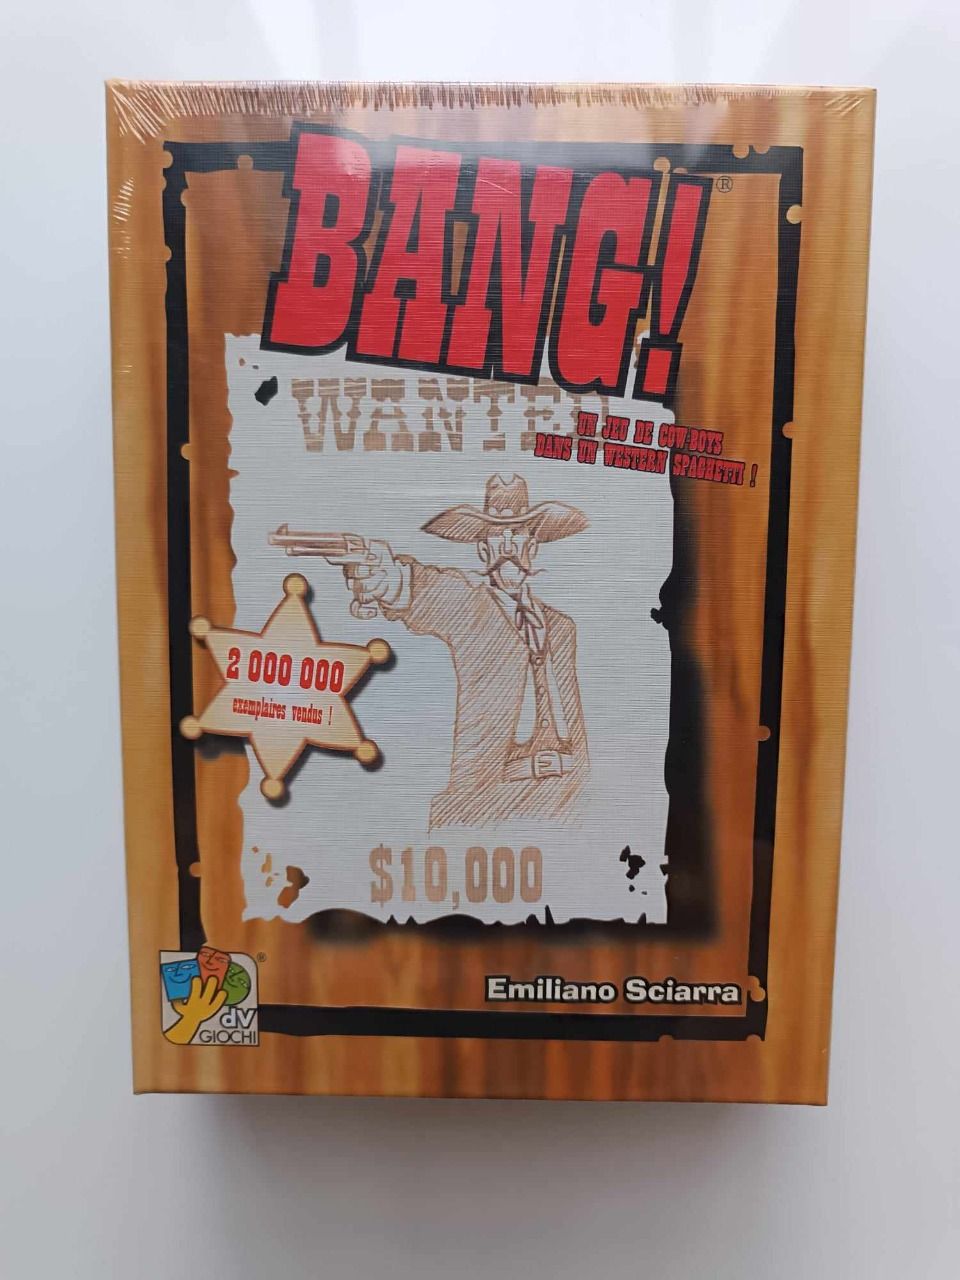 BANG!®
WANTED
UN JEU DE COW-BOYS
DANS UN WESTERN SPAGHETTI !
2 000 000
exemplaires vendus !
$10,000
Emiliano Sciarra
dV
GIOCHI
®